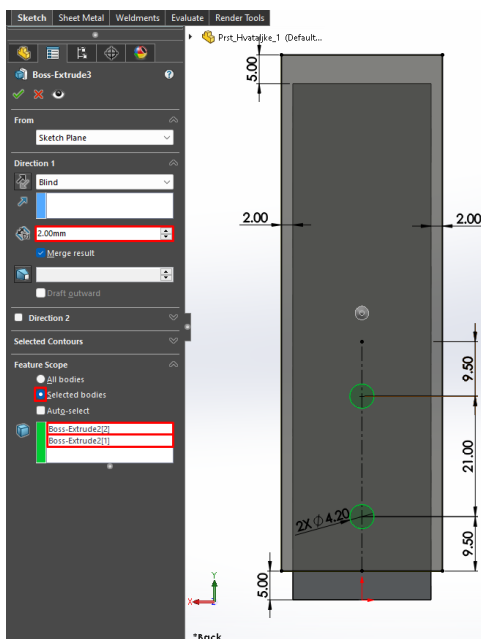 Sketch Sheet Metal Weldments Evaluate Render Tools
Prst_Hvataljke_1 (Default...
Boss-Extrude3
From
Sketch Plane
Direction 1
Blind
2.00mm
Merge result
Draft outward
Direction 2
Selected Contours
Feature Scope
All bodies
Selected bodies
Auto-select
Boss-Extrude2[2]
Boss-Extrude2[1]
5.00
2.00
2.00
9.50
21.00
2X Ø4.20
9.50
5.00
Y
X
*Back